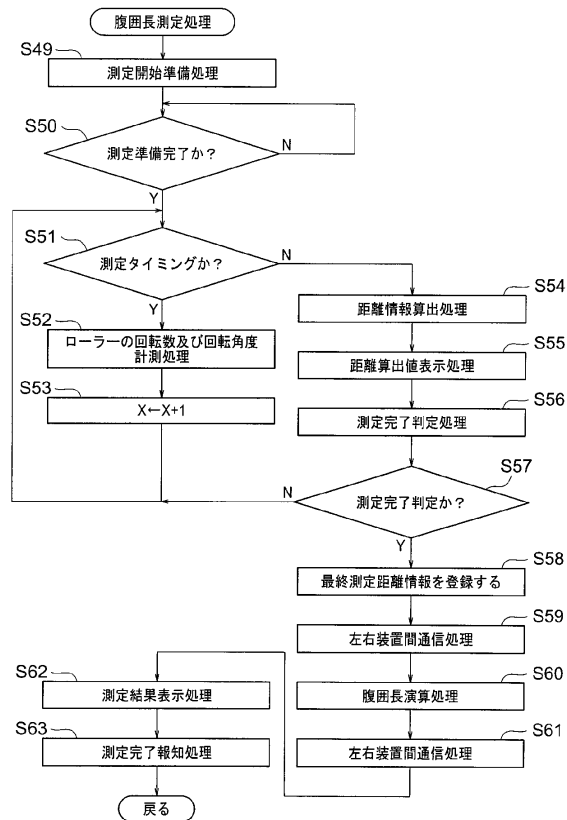 腹囲長測定処理
S49
測定開始準備処理
S50
測定準備完了か？
N
Y
S51
測定タイミングか？
N
Y
S52
ローラーの回転数及び回転角度
計測処理
S53
X←X+1
S54
距離情報算出処理
S55
距離算出値表示処理
S56
測定完了判定処理
S57
測定完了判定か？
N
Y
S58
最終測定距離情報を登録する
S59
左右装置間通信処理
S60
腹囲長演算処理
S61
左右装置間通信処理
S62
測定結果表示処理
S63
測定完了報知処理
戻る